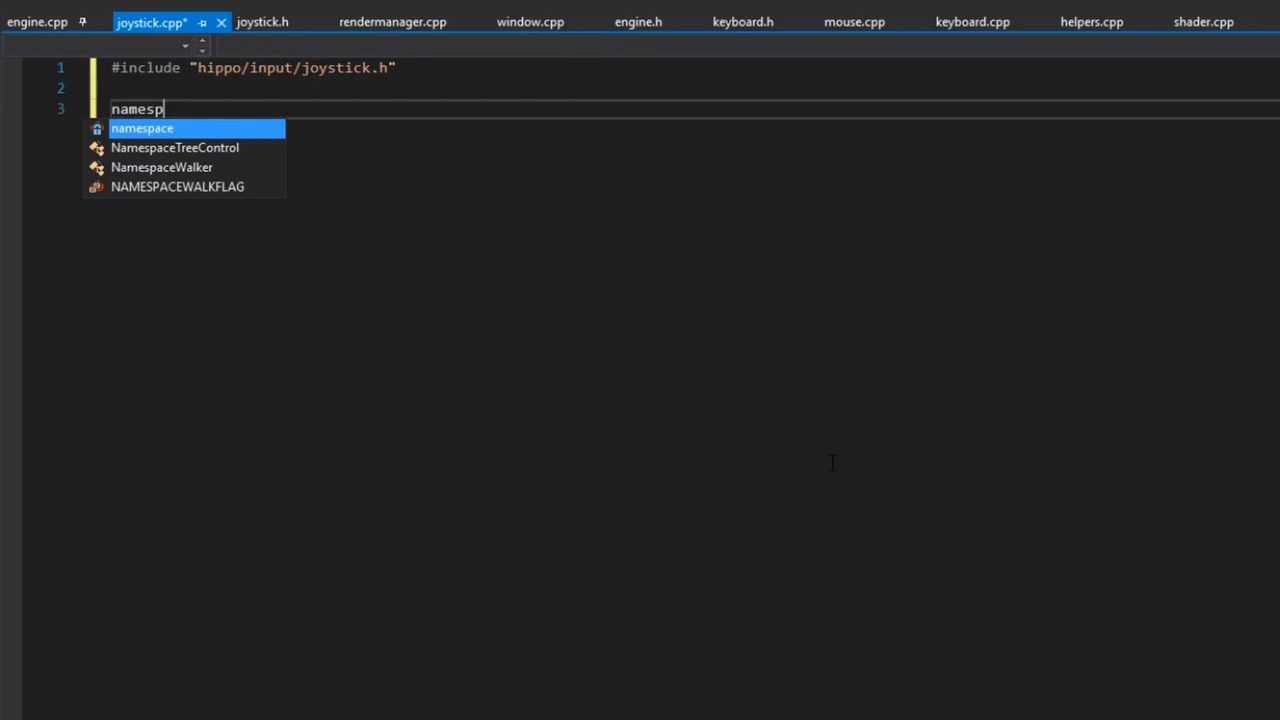 engine.cpp joystick.cpp* joystick.h rendermanager.cpp window.cpp engine.h keyboard.h mouse.cpp keyboard.cpp helpers.cpp shader.cpp
1 #include "hippo/input/joystick.h"
2
3 namesp
namespace
NamespaceTreeControl
NamespaceWalker
NAMESPACEWALKFLAG